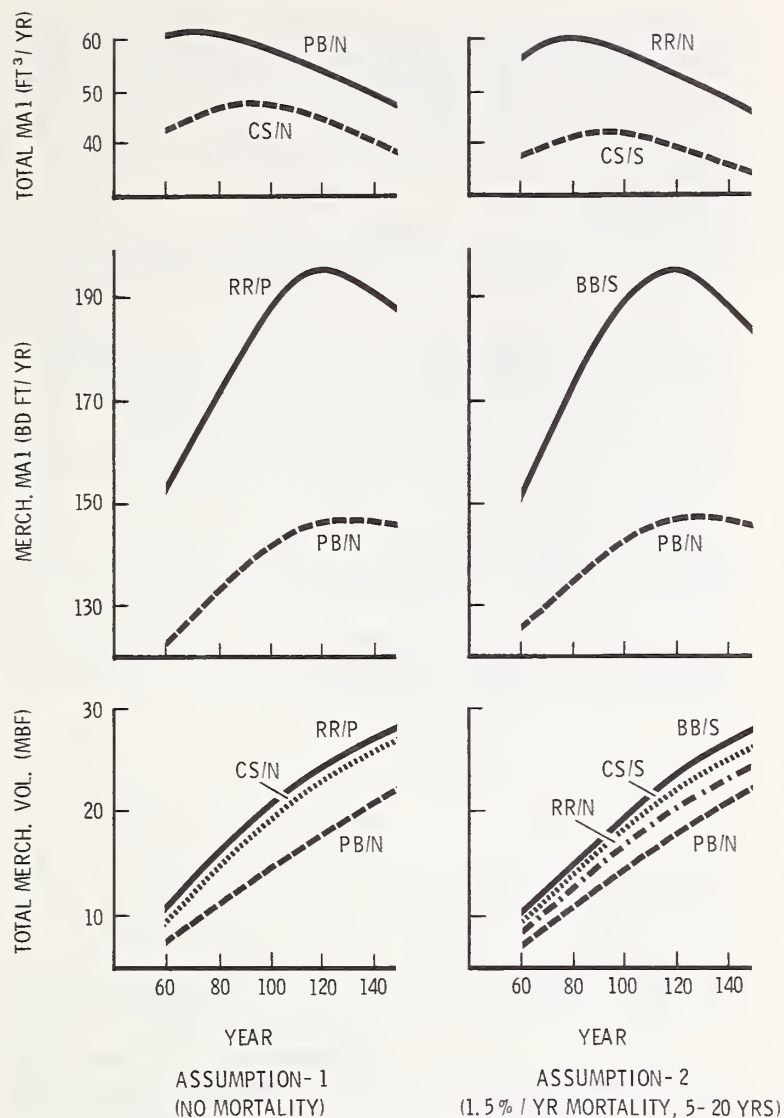 TOTAL MAI (FT³/ YR)
60
50
40
PB/N
CS/N
RR/N
CS/S
MERCH. MAI (BD FT/ YR)
190
170
150
130
RR/P
PB/N
BB/S
PB/N
TOTAL MERCH. VOL. (MBF)
30
20
10
RR/P
CS/N
PB/N
BB/S
CS/S
RR/N
PB/N
60 80 100 120 140
60 80 100 120 140
YEAR
YEAR
ASSUMPTION- 1
(NO MORTALITY)
ASSUMPTION-2
(1.5% / YR MORTALITY, 5-20 YRS)